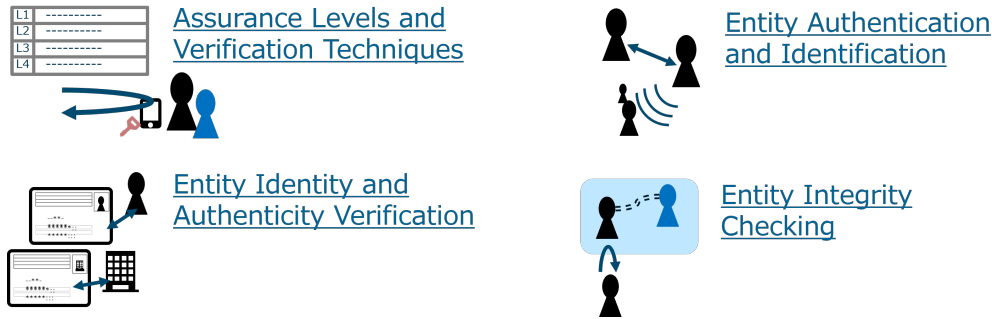 L1 ----------
L2 ----------
L3 ----------
L4 ----------
Assurance Levels and
Verification Techniques
Entity Authentication
and Identification
Entity Identity and
Authenticity Verification
Entity Integrity
Checking